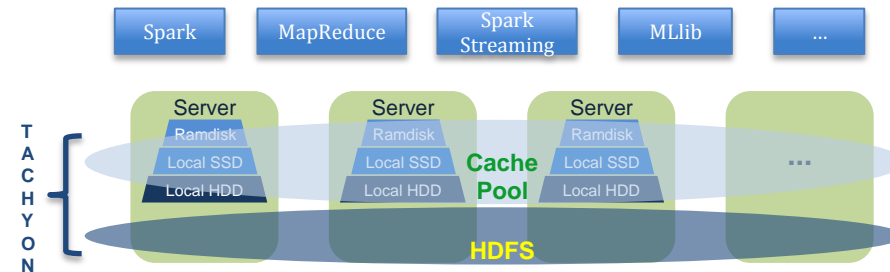 Spark
MapReduce
Spark
Streaming
MLlib
...
TACHYON
Server
Ramdisk
Local SSD
Local HDD
Server
Ramdisk
Local SSD
Local HDD
Server
Ramdisk
Local SSD
Local HDD
...
Cache
Pool
HDFS